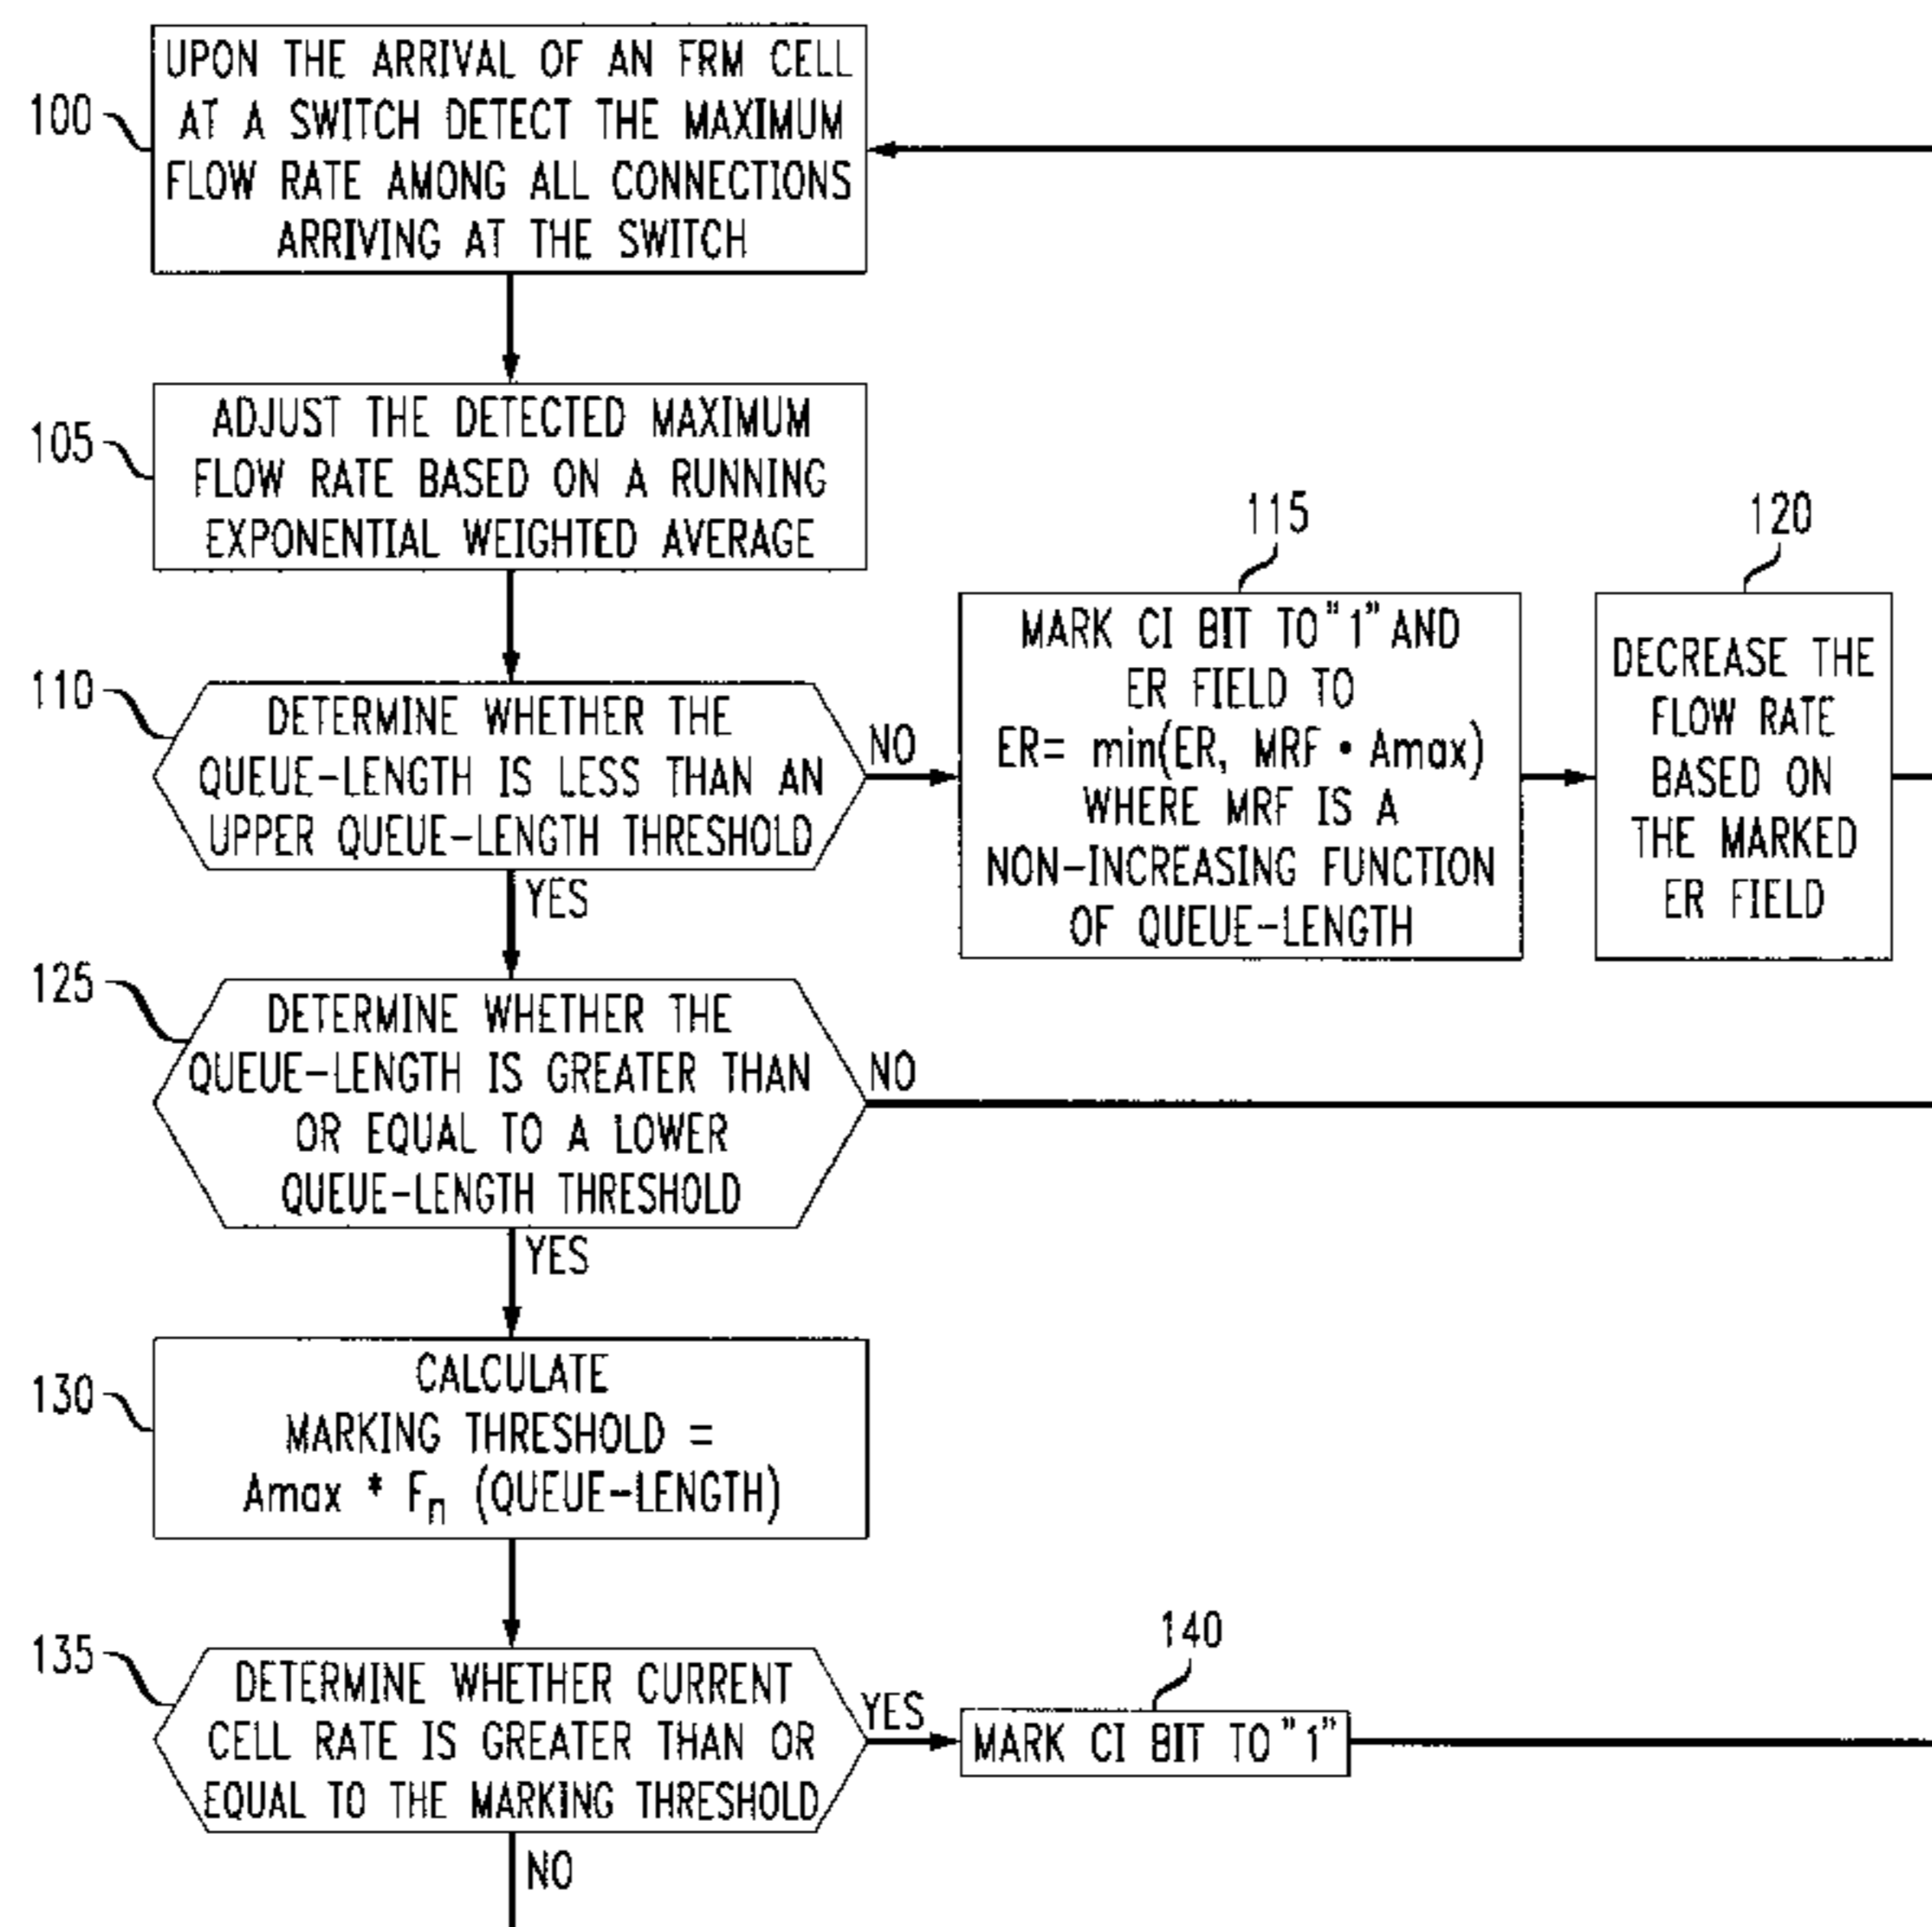 UPON THE ARRIVAL OF AN FRM CELL
AT A SWITCH DETECT THE MAXIMUM
FLOW RATE AMONG ALL CONNECTIONS
ARRIVING AT THE SWITCH
100
ADJUST THE DETECTED MAXIMUM
FLOW RATE BASED ON A RUNNING
EXPONENTIAL WEIGHTED AVERAGE
105
DETERMINE WHETHER THE
QUEUE-LENGTH IS LESS THAN AN
UPPER QUEUE-LENGTH THRESHOLD
110
NO
YES
115
MARK CI BIT TO "1" AND
ER FIELD TO
ER= min(ER, MRF • Amax)
WHERE MRF IS A
NON-INCREASING FUNCTION
OF QUEUE-LENGTH
120
DECREASE THE
FLOW RATE
BASED ON
THE MARKED
ER FIELD
125
DETERMINE WHETHER THE
QUEUE-LENGTH IS GREATER THAN
OR EQUAL TO A LOWER
QUEUE-LENGTH THRESHOLD
NO
YES
130
CALCULATE
MARKING THRESHOLD =
Amax * Fn (QUEUE-LENGTH)
135
DETERMINE WHETHER CURRENT
CELL RATE IS GREATER THAN OR
EQUAL TO THE MARKING THRESHOLD
YES
140
MARK CI BIT TO "1"
NO